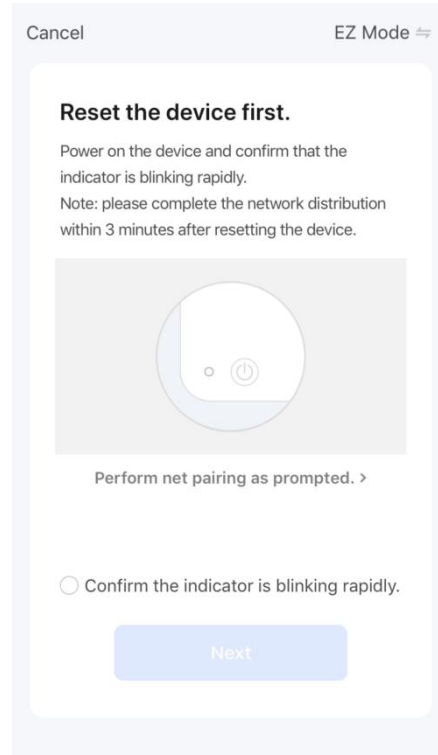 Cancel
EZ Mode
Reset the device first.
Power on the device and confirm that the
indicator is blinking rapidly.
Note: please complete the network distribution
within 3 minutes after resetting the device.
Perform net pairing as prompted. >
Confirm the indicator is blinking rapidly.
Next